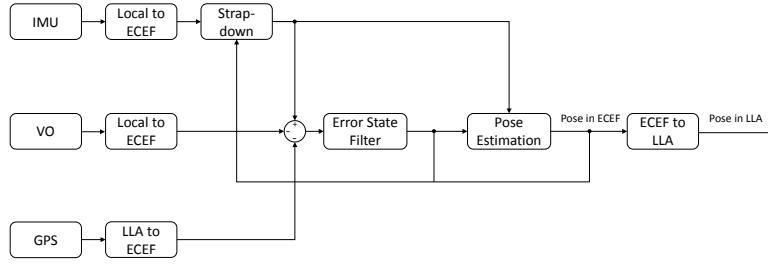 IMU
Local to
ECEF
Strap-
down
VO
Local to
ECEF
+
-
-
Error State
Filter
Pose
Estimation
Pose in ECEF
ECEF to
LLA
Pose in LLA
GPS
LLA to
ECEF